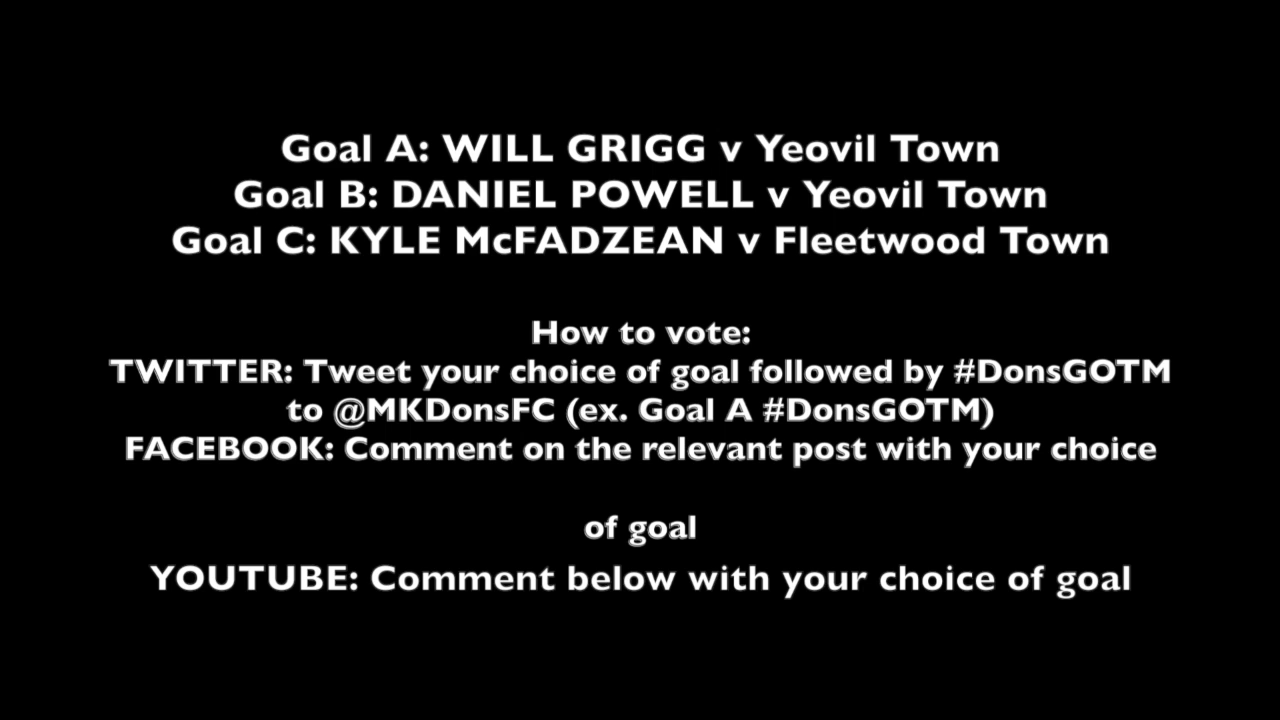 Goal A: WILL GRIGG v Yeovil Town
Goal B: DANIEL POWELL v Yeovil Town
Goal C: KYLE McFADZEAN v Fleetwood Town
How to vote:
TWITTER: Tweet your choice of goal followed by #DonsGOTM
to @MKDonsFC (ex. Goal A #DonsGOTM)
FACEBOOK: Comment on the relevant post with your choice
of goal
YOUTUBE: Comment below with your choice of goal